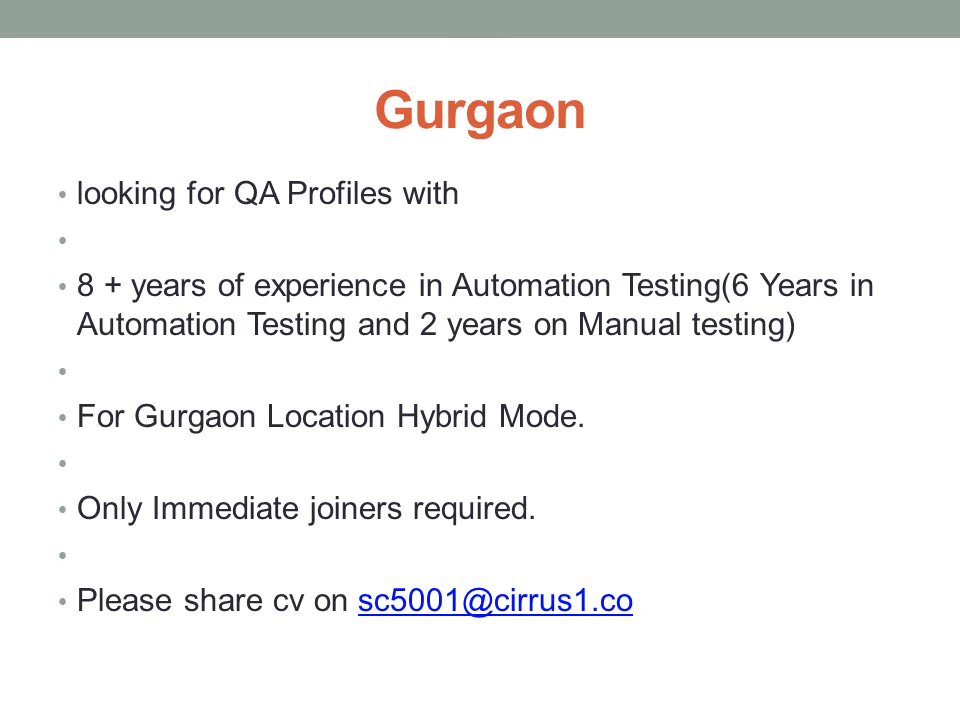 Gurgaon
• looking for QA Profiles with
•
• 8 + years of experience in Automation Testing(6 Years in
Automation Testing and 2 years on Manual testing)
•
• For Gurgaon Location Hybrid Mode.
•
• Only Immediate joiners required.
•
• Please share cv on sc5001@cirrus1.co